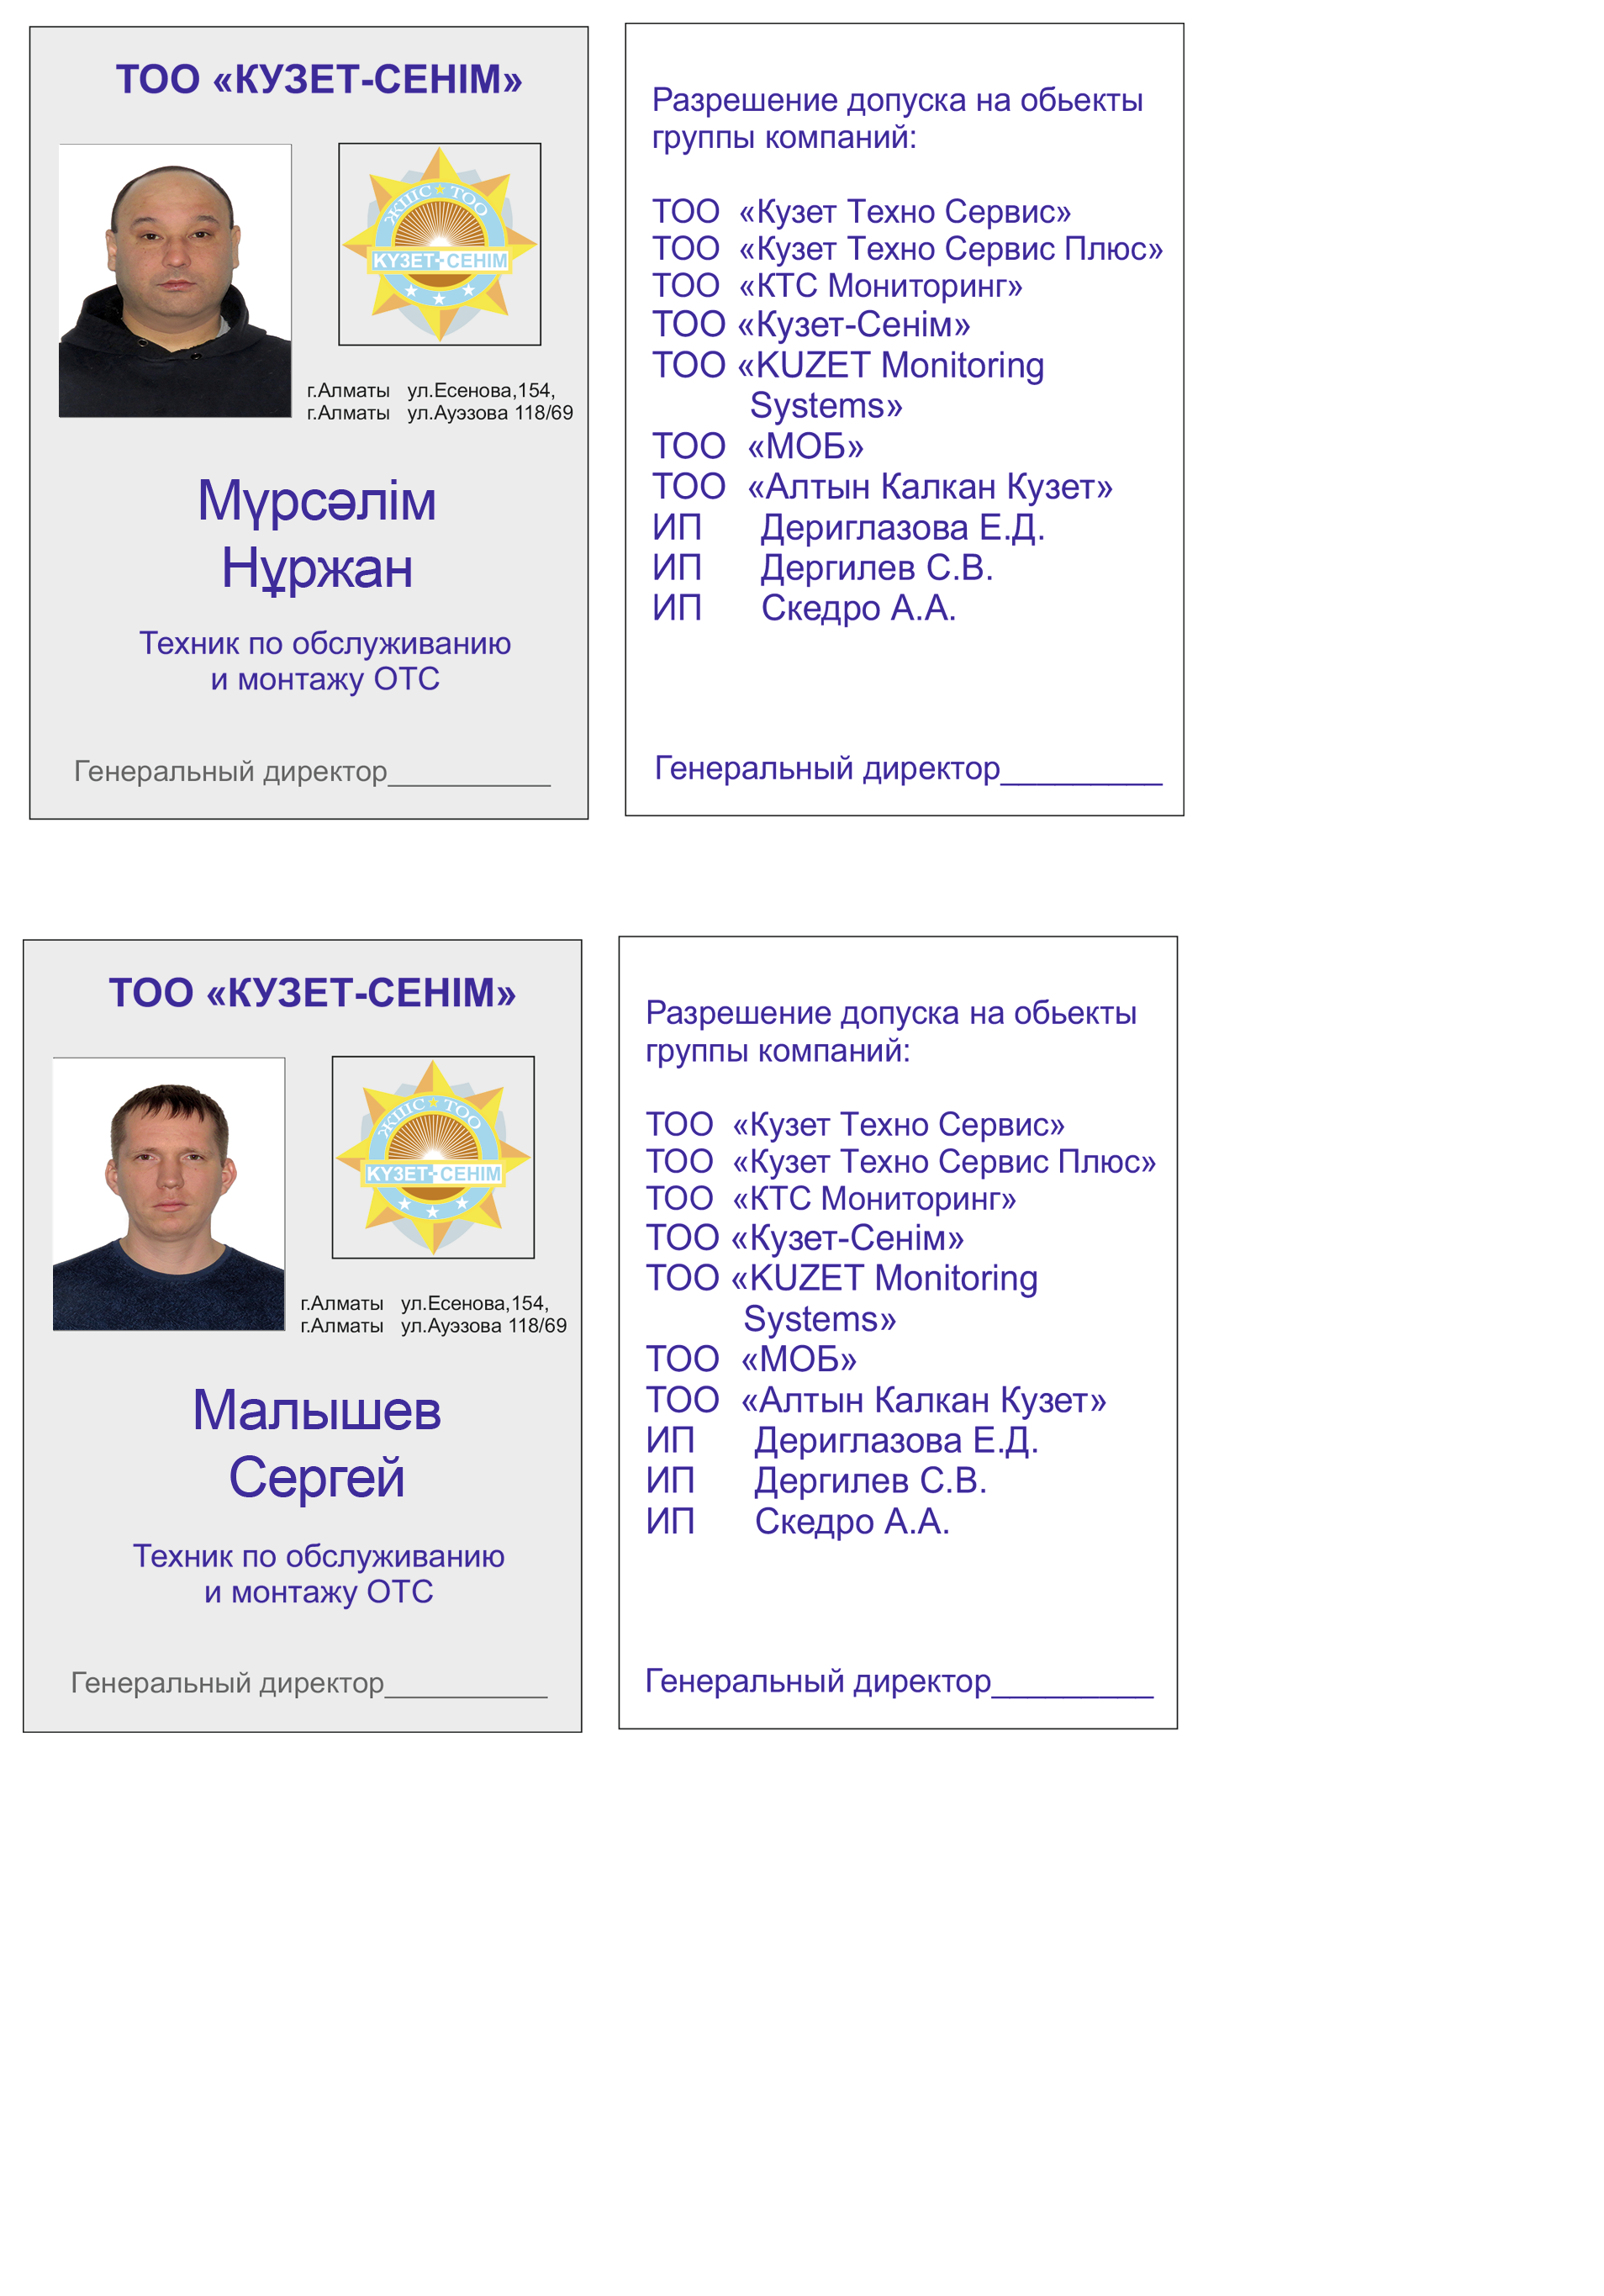 ТОО «КУЗЕТ-СЕНІМ»
ЖШС ★ ТОО
КҮЗЕТ-СЕНІМ
г.Алматы ул.Есенова,154,
г.Алматы ул.Ауэзова 118/69
Мүрсәлім
Нұржан
Техник по обслуживанию
и монтажу ОТС
Генеральный директор__________
Разрешение допуска на обьекты
группы компаний:
ТОО «Кузет Техно Сервис»
ТОО «Кузет Техно Сервис Плюс»
ТОО «КТС Мониторинг»
ТОО «Кузет-Сенім»
ТОО «KUZET Monitoring
Systems»
ТОО «МОБ»
ТОО «Алтын Калкан Кузет»
ИП Дериглазова Е.Д.
ИП Дергилев С.В.
ИП Скедро А.А.
Генеральный директор_________
ТОО «КУЗЕТ-СЕНІМ»
ЖШС ★ ТОО
КҮЗЕТ-СЕНІМ
г.Алматы ул.Есенова,154,
г.Алматы ул.Ауэзова 118/69
Малышев
Сергей
Техник по обслуживанию
и монтажу ОТС
Генеральный директор__________
Разрешение допуска на обьекты
группы компаний:
ТОО «Кузет Техно Сервис»
ТОО «Кузет Техно Сервис Плюс»
ТОО «КТС Мониторинг»
ТОО «Кузет-Сенім»
ТОО «KUZET Monitoring
Systems»
ТОО «МОБ»
ТОО «Алтын Калкан Кузет»
ИП Дериглазова Е.Д.
ИП Дергилев С.В.
ИП Скедро А.А.
Генеральный директор_________